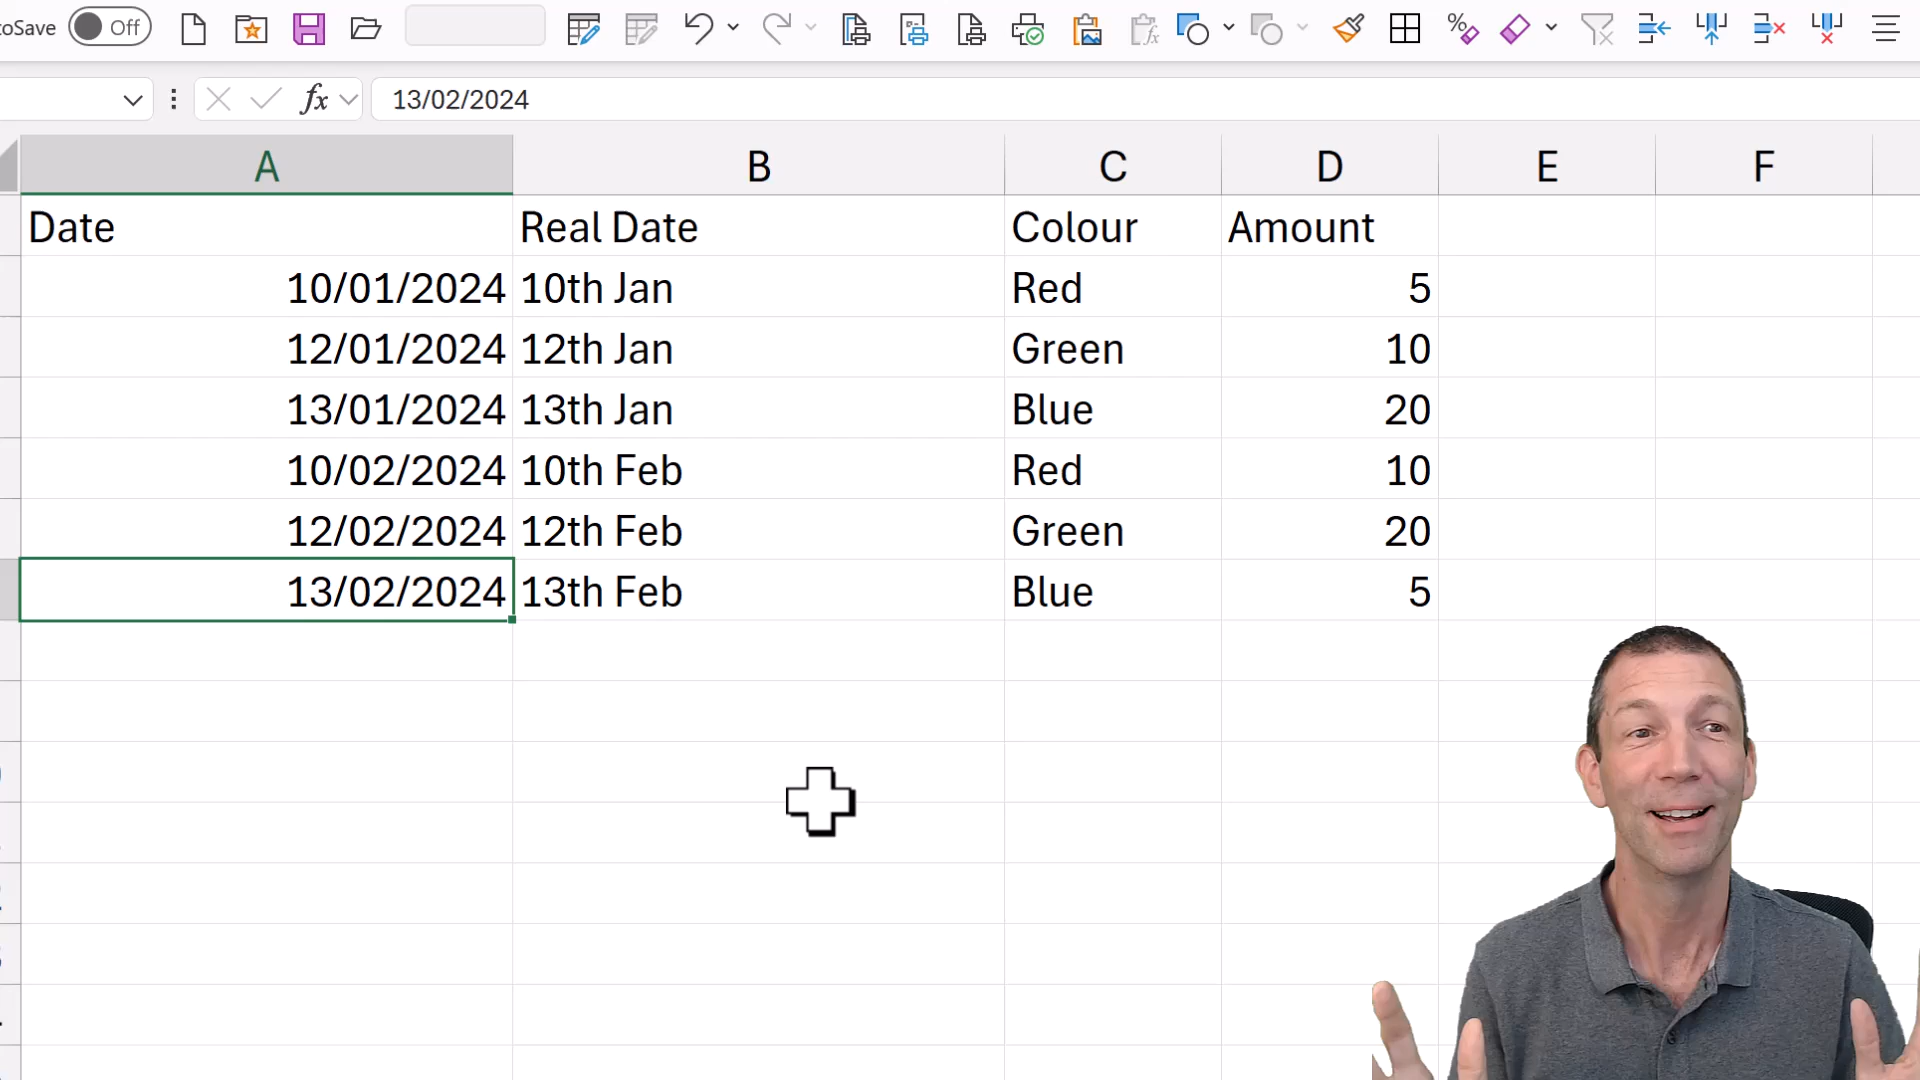 oSave Off
fx 13/02/2024
A B C D E F
Date Real Date Colour Amount
10/01/2024 10th Jan Red 5
12/01/2024 12th Jan Green 10
13/01/2024 13th Jan Blue 20
10/02/2024 10th Feb Red 10
12/02/2024 12th Feb Green 20
13/02/2024 13th Feb Blue 5